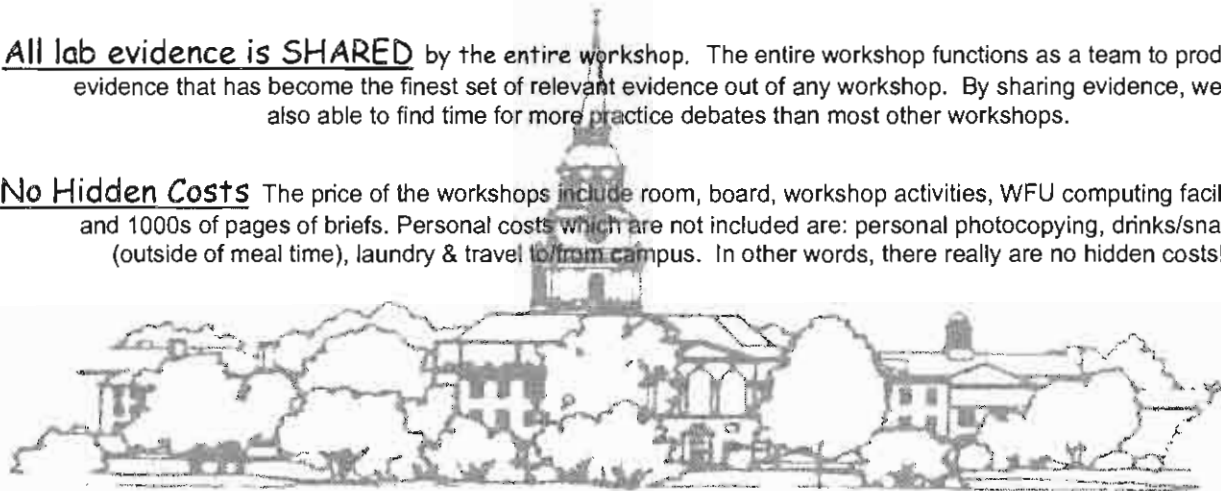 All lab evidence is SHARED by the entire workshop. The entire workshop functions as a team to prod
evidence that has become the finest set of relevant evidence out of any workshop. By sharing evidence, we
also able to find time for more practice debates than most other workshops.
No Hidden Costs The price of the workshops include room, board, workshop activities, WFU computing facil
and 1000s of pages of briefs. Personal costs which are not included are: personal photocopying, drinks/sna
(outside of meal time), laundry & travel to/from campus. In other words, there really are no hidden costs!